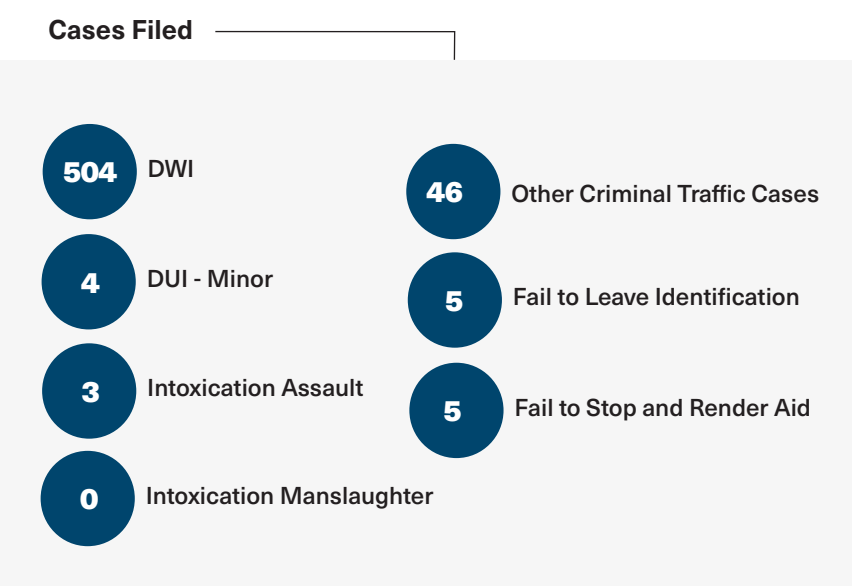 Cases Filed
504 DWI
4 DUI - Minor
3 Intoxication Assault
0 Intoxication Manslaughter
46 Other Criminal Traffic Cases
5 Fail to Leave Identification
5 Fail to Stop and Render Aid